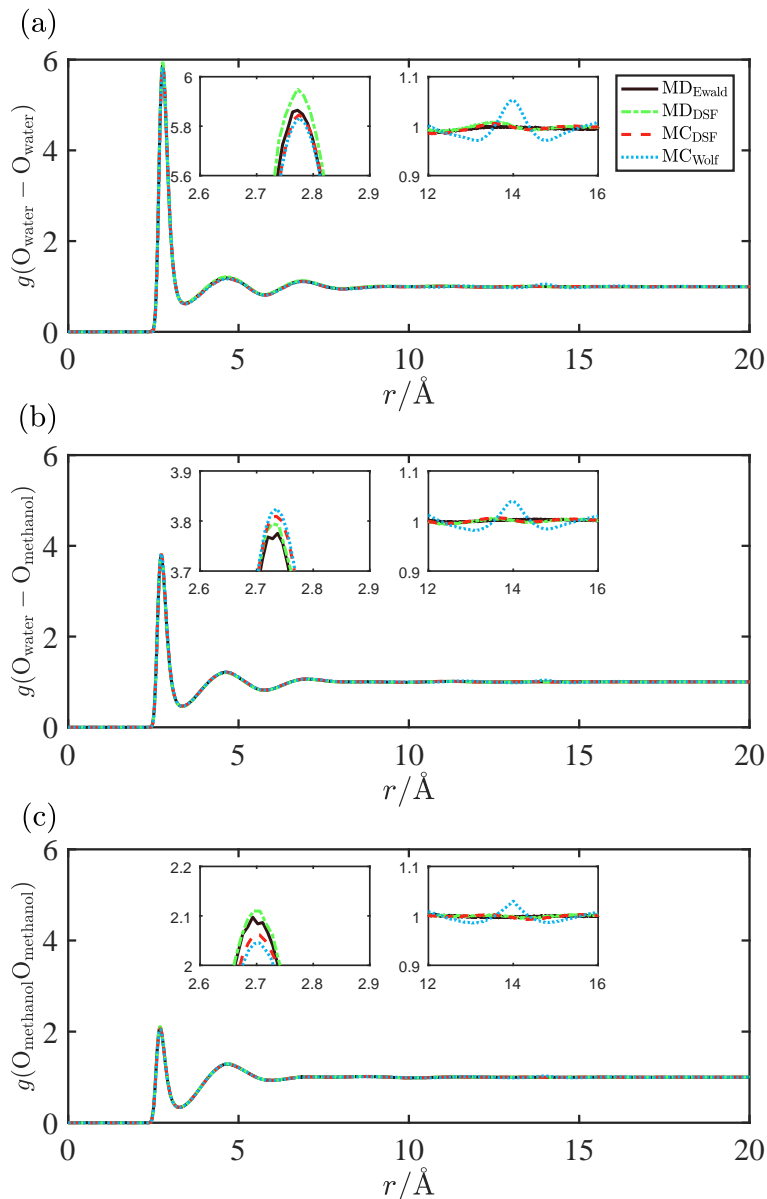 (a)
6
4
2
0
g(O_water − O_water)
6
5.8
5.6
2.6 2.7 2.8 2.9
1.1
1
0.9
12 14 16
MD_Ewald
MD_DSF
MC_DSF
MC_Wolf
0 5 10 15 20
r/Å
(b)
6
4
2
0
g(O_water − O_methanol)
3.9
3.8
3.7
2.6 2.7 2.8 2.9
1.1
1
0.9
12 14 16
0 5 10 15 20
r/Å
(c)
6
4
2
0
g(O_methanol O_methanol)
2.2
2.1
2
2.6 2.7 2.8 2.9
1.1
1
0.9
12 14 16
0 5 10 15 20
r/Å